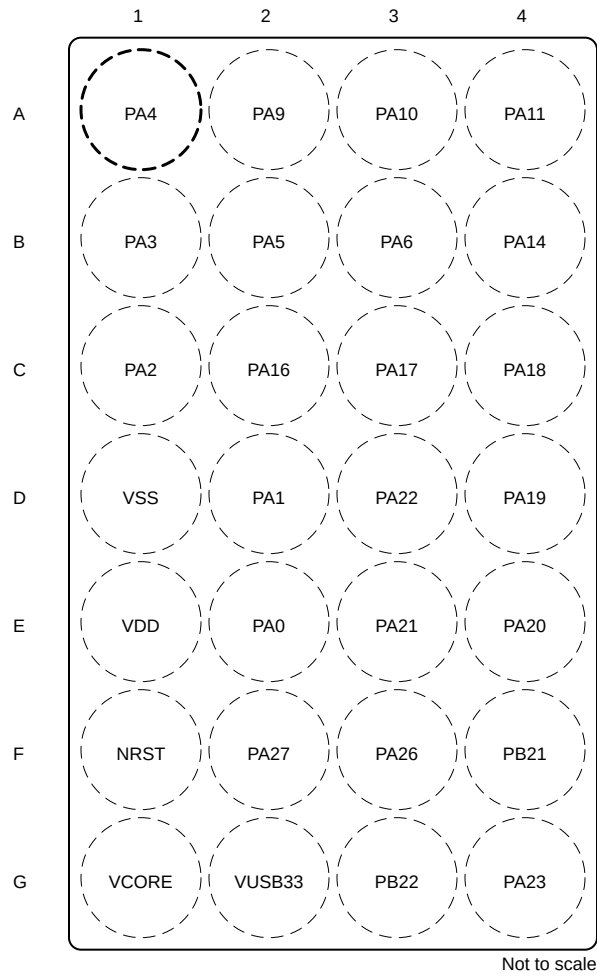 1 2 3 4
A PA4 PA9 PA10 PA11
B PA3 PA5 PA6 PA14
C PA2 PA16 PA17 PA18
D VSS PA1 PA22 PA19
E VDD PA0 PA21 PA20
F NRST PA27 PA26 PB21
G VCORE VUSB33 PB22 PA23
Not to scale